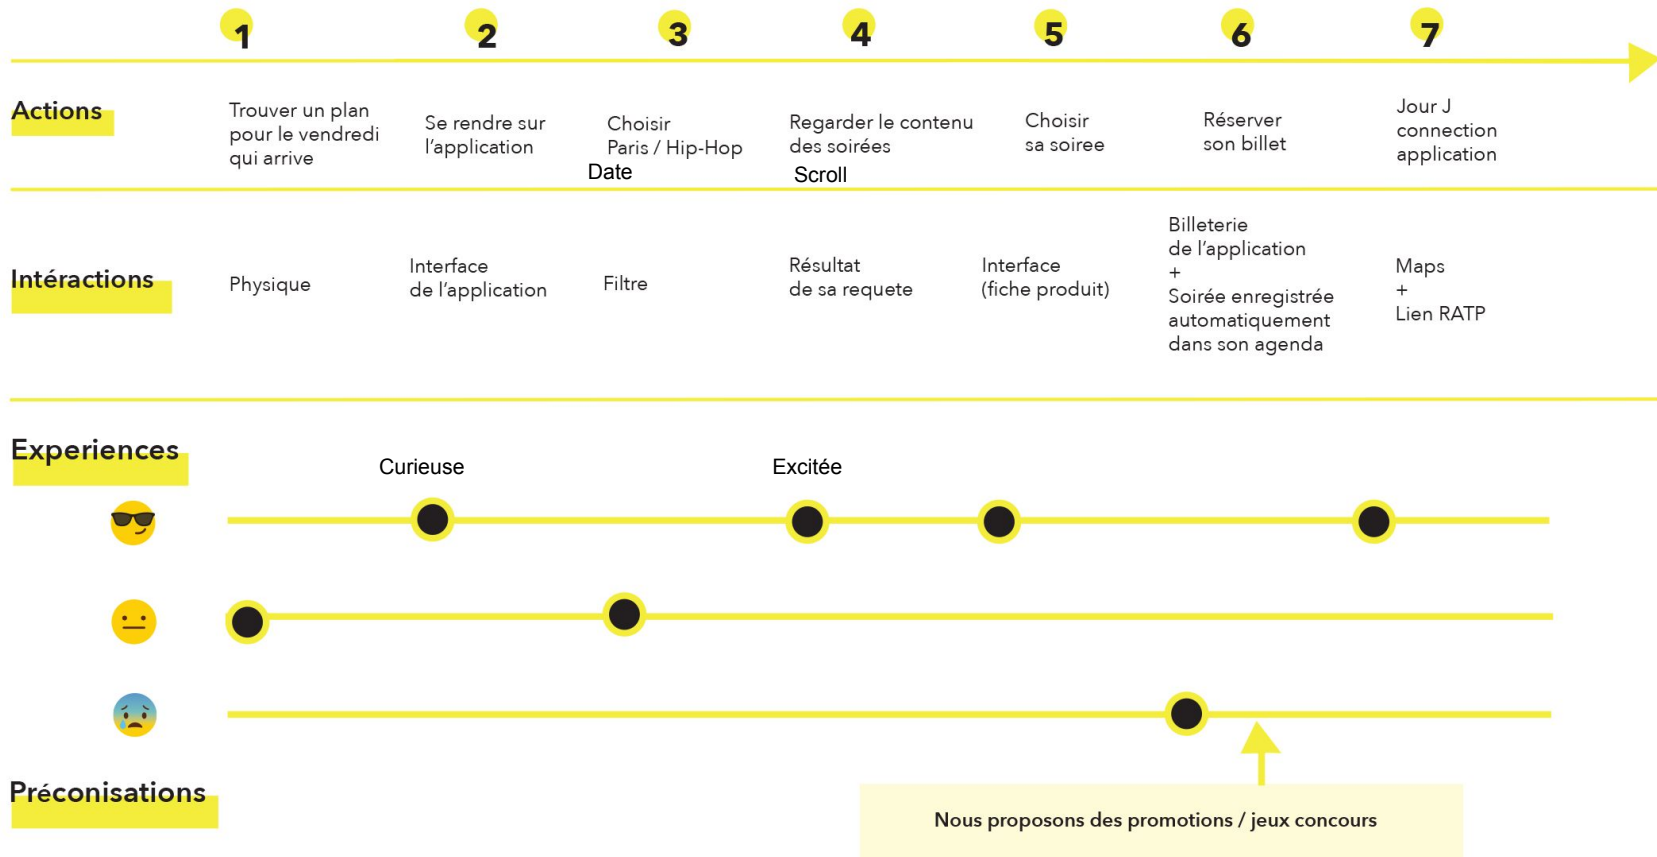 1
2
3
4
5
6
7
Actions
Trouver un plan
pour le vendredi
qui arrive
Se rendre sur
l'application
Choisir
Paris / Hip-Hop
Date
Regarder le contenu
des soirées
Scroll
Choisir
sa soiree
Réserver
son billet
Jour J
connection
application
Intéractions
Physique
Interface
de l'application
Filtre
Résultat
de sa requete
Interface
(fiche produit)
Billeterie
de l'application
+
Soirée enregistrée
automatiquement
dans son agenda
Maps
+
Lien RATP
Experiences
Curieuse
Excitée
Préconisations
Nous proposons des promotions / jeux concours